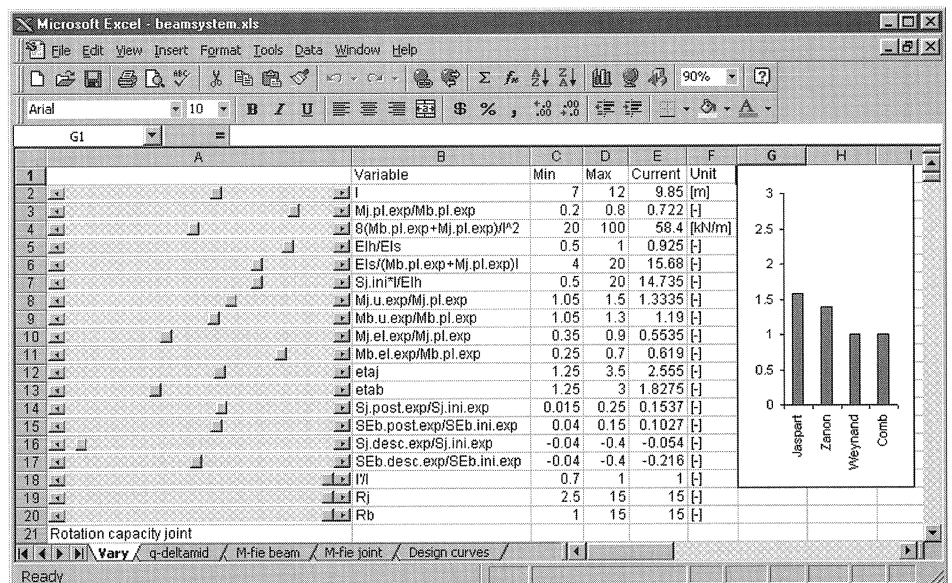 Microsoft Excel - beamsystem.xls
File Edit View Insert Format Tools Data Window Help
ABC Σ fx 90%
Arial 10 B I U $ % ,
G1 =
A B C D E F G H I
1 Variable Min Max Current Unit
2 l 7 12 9.85 [m]
3 Mj.pl.exp/Mb.pl.exp 0.2 0.8 0.722 [-]
4 8(Mb.pl.exp+Mj.pl.exp)/l^2 20 100 58.4 [kN/m]
5 EIh/EIs 0.5 1 0.925 [-]
6 EIs/(Mb.pl.exp+Mj.pl.exp)l 4 20 15.68 [-]
7 Sj.ini*l/EIh 0.5 20 14.735 [-]
8 Mj.u.exp/Mj.pl.exp 1.05 1.5 1.3335 [-]
9 Mb.u.exp/Mb.pl.exp 1.05 1.3 1.19 [-]
10 Mj.el.exp/Mj.pl.exp 0.35 0.9 0.5535 [-]
11 Mb.el.exp/Mb.pl.exp 0.25 0.7 0.619 [-]
12 etaj 1.25 3.5 2.555 [-]
13 etab 1.25 3 1.8275 [-]
14 Sj.post.exp/Sj.ini.exp 0.015 0.25 0.1537 [-]
15 SEb.post.exp/SEb.ini.exp 0.04 0.15 0.1027 [-]
16 Sj.desc.exp/Sj.ini.exp -0.04 -0.4 -0.054 [-]
17 SEb.desc.exp/SEb.ini.exp -0.04 -0.4 -0.216 [-]
18 l'/l 0.7 1 1 [-]
19 Rj 2.5 15 15 [-]
20 Rb 1 15 15 [-]
21 Rotation capacity joint
3
2.5
2
1.5
1
0.5
0
Jaspart
Zanon
Weynand
Comb
Vary q-deltamid M-fie beam M-fie joint Design curves
Ready